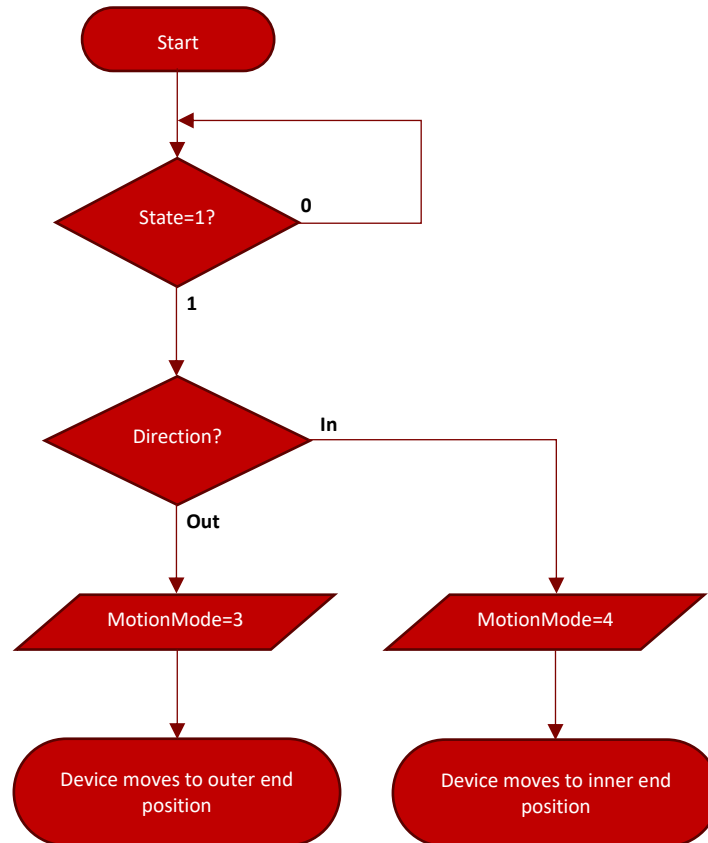 Start
State=1?
0
1
Direction?
In
Out
MotionMode=3
MotionMode=4
Device moves to outer end
position
Device moves to inner end
position